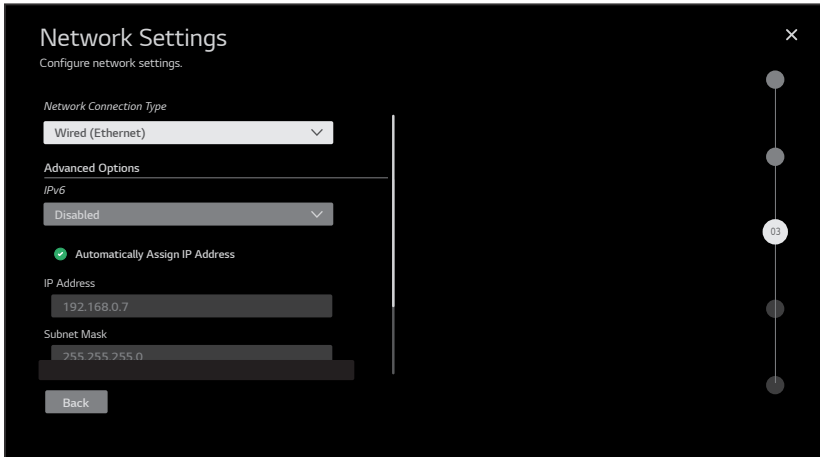 Network Settings
Configure network settings.
Network Connection Type
Wired (Ethernet)
Advanced Options
IPv6
Disabled
Automatically Assign IP Address
IP Address
192.168.0.7
Subnet Mask
255.255.255.0
Back
03